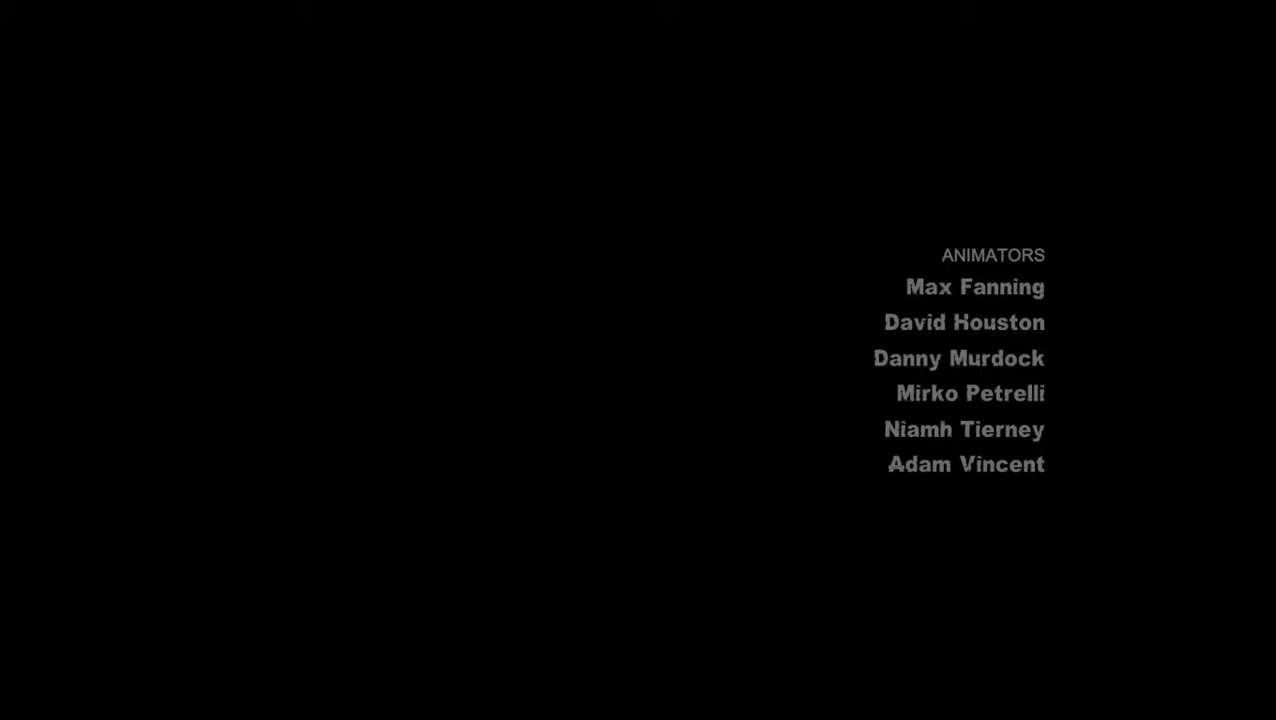 ANIMATORS
Max Fanning
David Houston
Danny Murdock
Mirko Petrelli
Niamh Tierney
Adam Vincent